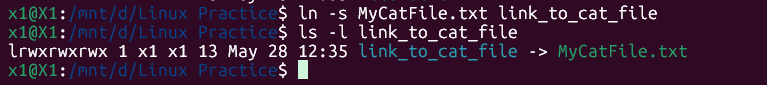 x1@X1:/mnt/d/Linux Practice$ ln -s MyCatFile.txt link_to_cat_file
x1@X1:/mnt/d/Linux Practice$ ls -l link_to_cat_file
lrwxrwxrwx 1 x1 x1 13 May 28 12:35 link_to_cat_file -> MyCatFile.txt
x1@X1:/mnt/d/Linux Practice$